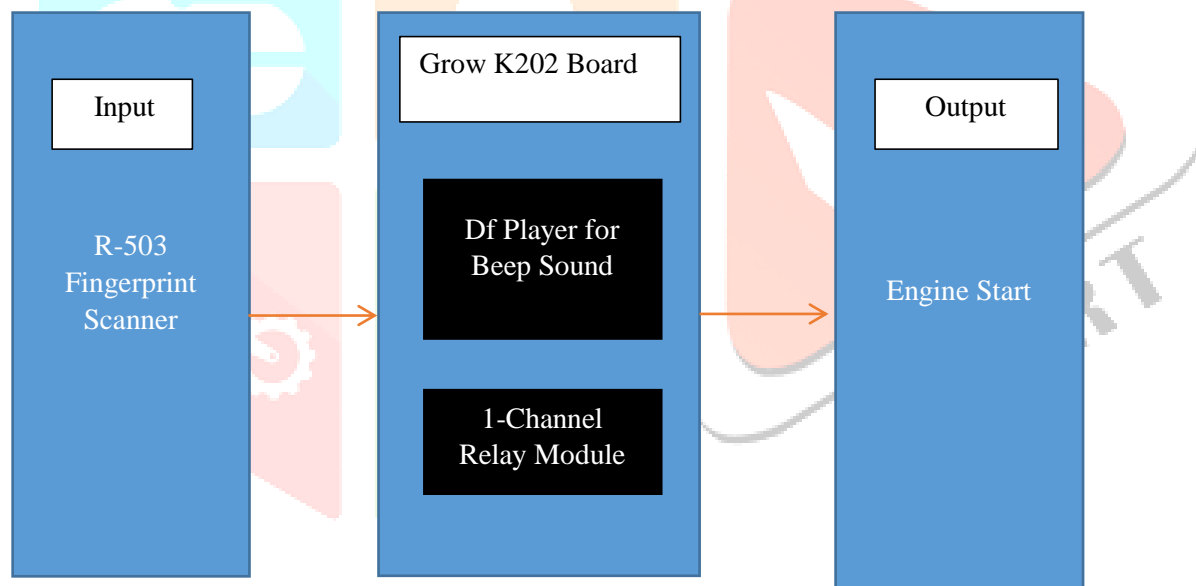 Input
R-503
Fingerprint
Scanner
Grow K202 Board
Df Player for
Beep Sound
1-Channel
Relay Module
Output
Engine Start
RT